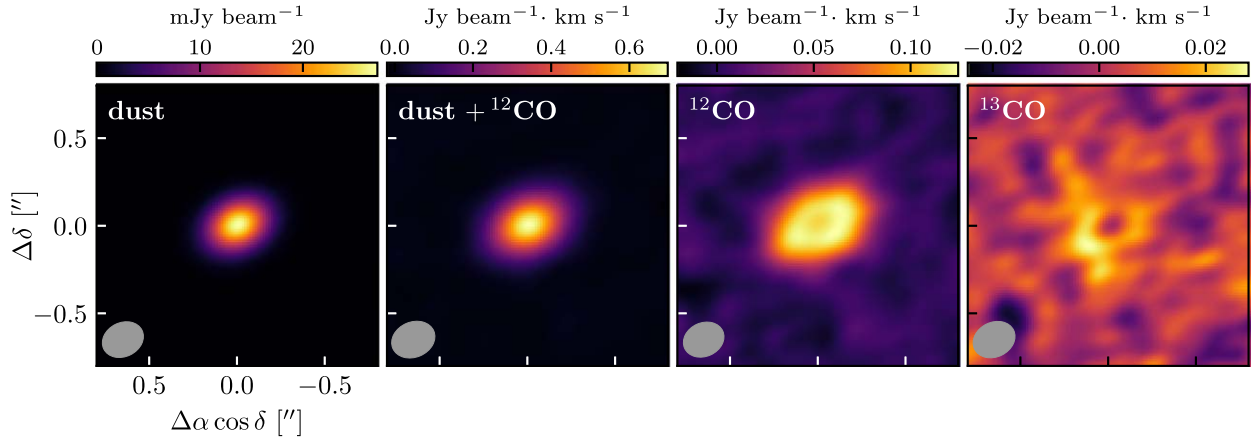 mJy beam⁻¹
Jy beam⁻¹· km s⁻¹
Jy beam⁻¹· km s⁻¹
Jy beam⁻¹· km s⁻¹
0 10 20
0.0 0.2 0.4 0.6
0.00 0.05 0.10
−0.02 0.00 0.02
dust
dust + ¹²CO
¹²CO
¹³CO
0.5
0.0
−0.5
Δδ [″]
0.5 0.0 −0.5
Δα cos δ [″]